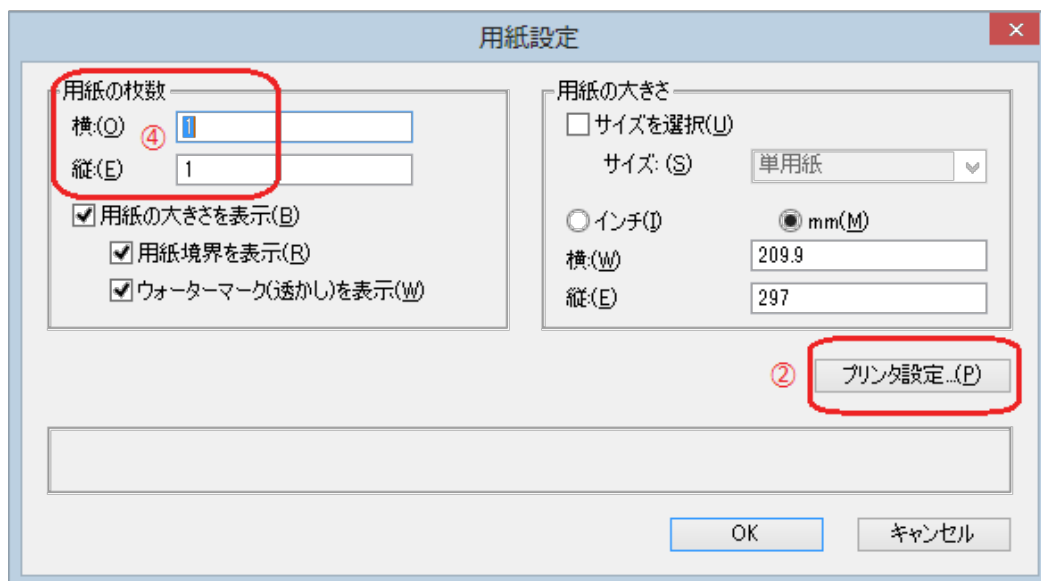 用紙設定
用紙の枚数
横:(O) ④ 1
縦:(E) 1
用紙の大きさを表示(B)
用紙境界を表示(R)
ウォーターマーク(透かし)を表示(W)
用紙の大きさ
サイズを選択(U)
サイズ: (S) 単用紙
インチ(I) mm(M)
横:(W) 209.9
縦:(E) 297
② プリンタ設定...(P)
OK キャンセル